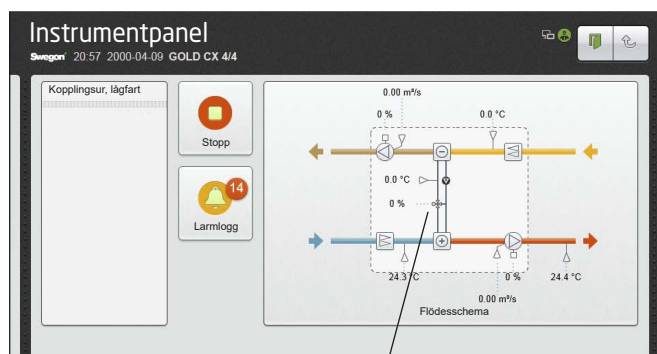 Instrumentpanel
Swegon 20:57 2000-04-09 GOLD CX 4/4
Kopplingsur, lågfart
Stopp
14
Larmlogg
0.00 m³/s
0 %
0.0 °C
0.0 °C
0 %
24.3 °C
0 %
24.4 °C
0.00 m³/s
Flödesschema